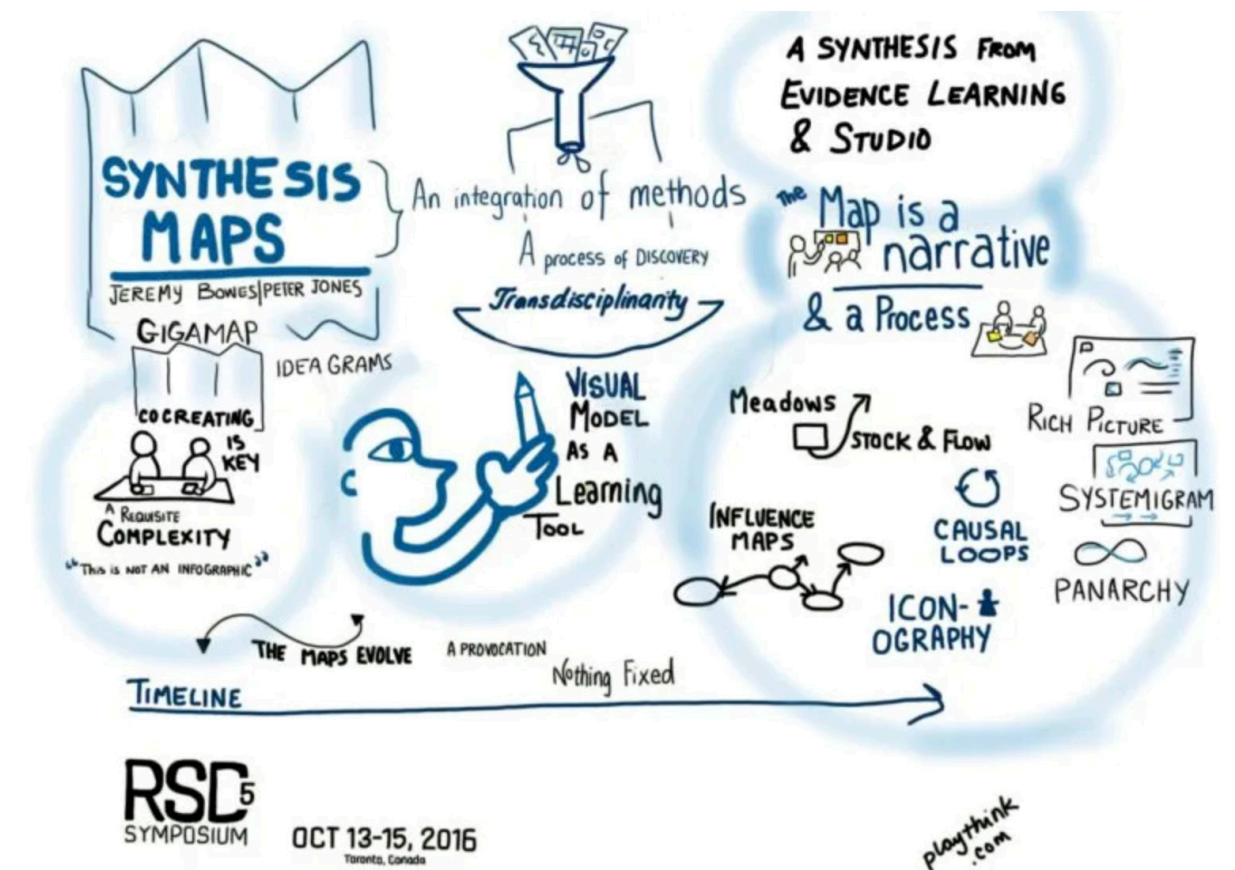 SYNTHESIS
MAPS
JEREMY BOWES|PETER JONES
GIGAMAP
IDEA GRAMS
COCREATING
IS
KEY
A REQUISITE
COMPLEXITY
"THIS IS NOT AN INFOGRAPHIC"
An integration of methods
A PROCESS OF DISCOVERY
Transdisciplinarity
VISUAL
MODEL
AS A
Learning
TOOL
A SYNTHESIS FROM
EVIDENCE LEARNING
& STUDIO
The Map is a
narrative
& a Process
Meadows
STOCK & FLOW
RICH PICTURE
SYSTEMIGRAM
CAUSAL
LOOPS
INFLUENCE
MAPS
PANARCHY
ICON-
OGRAPHY
THE MAPS EVOLVE
A PROVOCATION
Nothing Fixed
TIMELINE
RSD5
SYMPOSIUM
OCT 13-15, 2016
Toronto, Canada
playthink
.com